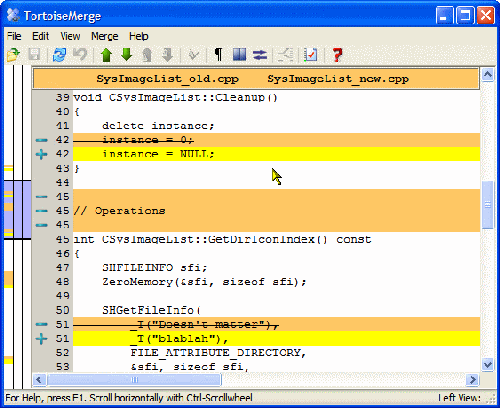 TortoiseMerge
File Edit View Merge Help
SysImageList_old.cpp SysImageList_new.cpp
39 void CSysImageList::Cleanup()
40 {
41 delete instance;
42 instance = 0;
42 instance = NULL;
43 }
44
45
45 // Operations
45
45 int CSysImageList::GetDirIconIndex() const
46 {
47 SHFILEINFO sfi;
48 ZeroMemory(&sfi, sizeof sfi);
49
50 SHGetFileInfo(
51 _T("Doesn't matter"),
51 _T("blablah"),
52 FILE_ATTRIBUTE_DIRECTORY,
53 &sfi, sizeof sfi,
For Help, press F1. Scroll horizontally with Ctrl-Scrollwheel Left View: